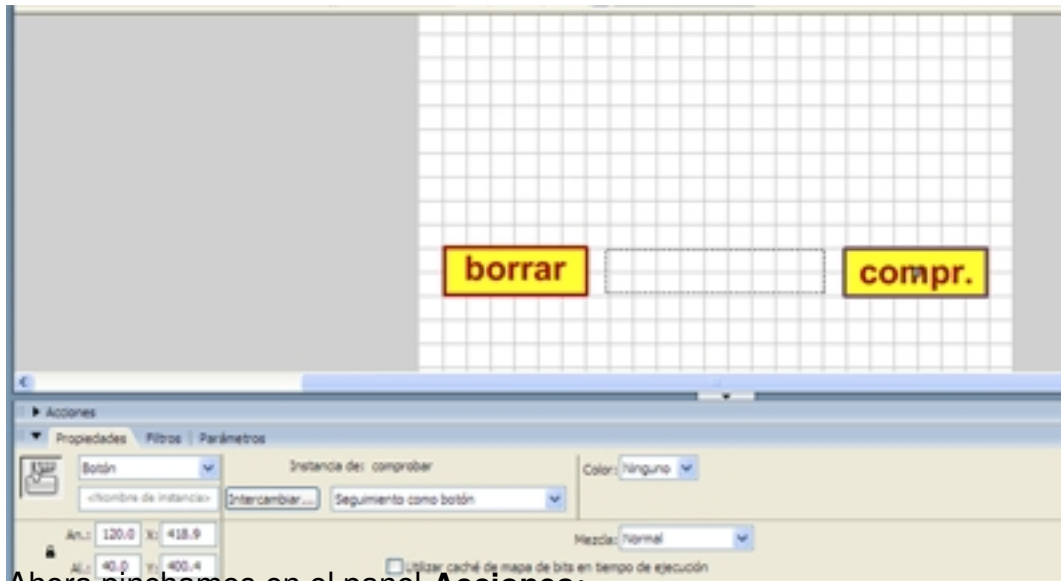 borrar
compr.
Acciones
Propiedades Filtros Parámetros
Botón Instancia de: comprobar Color: Ninguno
<Nombre de instancia> Intercambiar... Seguimiento como botón
An.: 120.0 X: 418.9 Mezcla: Normal
Al.: 40.0 Y: 400.4 Utilizar caché de mapa de bits en tiempo de ejecución
Ahora pinchamos en el panel Acciones: